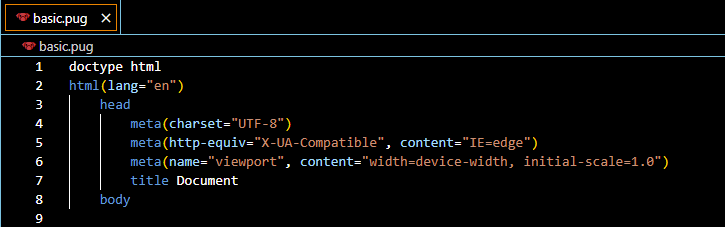 basic.pug ×
basic.pug
1 doctype html
2 html(lang="en")
3     head
4         meta(charset="UTF-8")
5         meta(http-equiv="X-UA-Compatible", content="IE=edge")
6         meta(name="viewport", content="width=device-width, initial-scale=1.0")
7         title Document
8     body
9